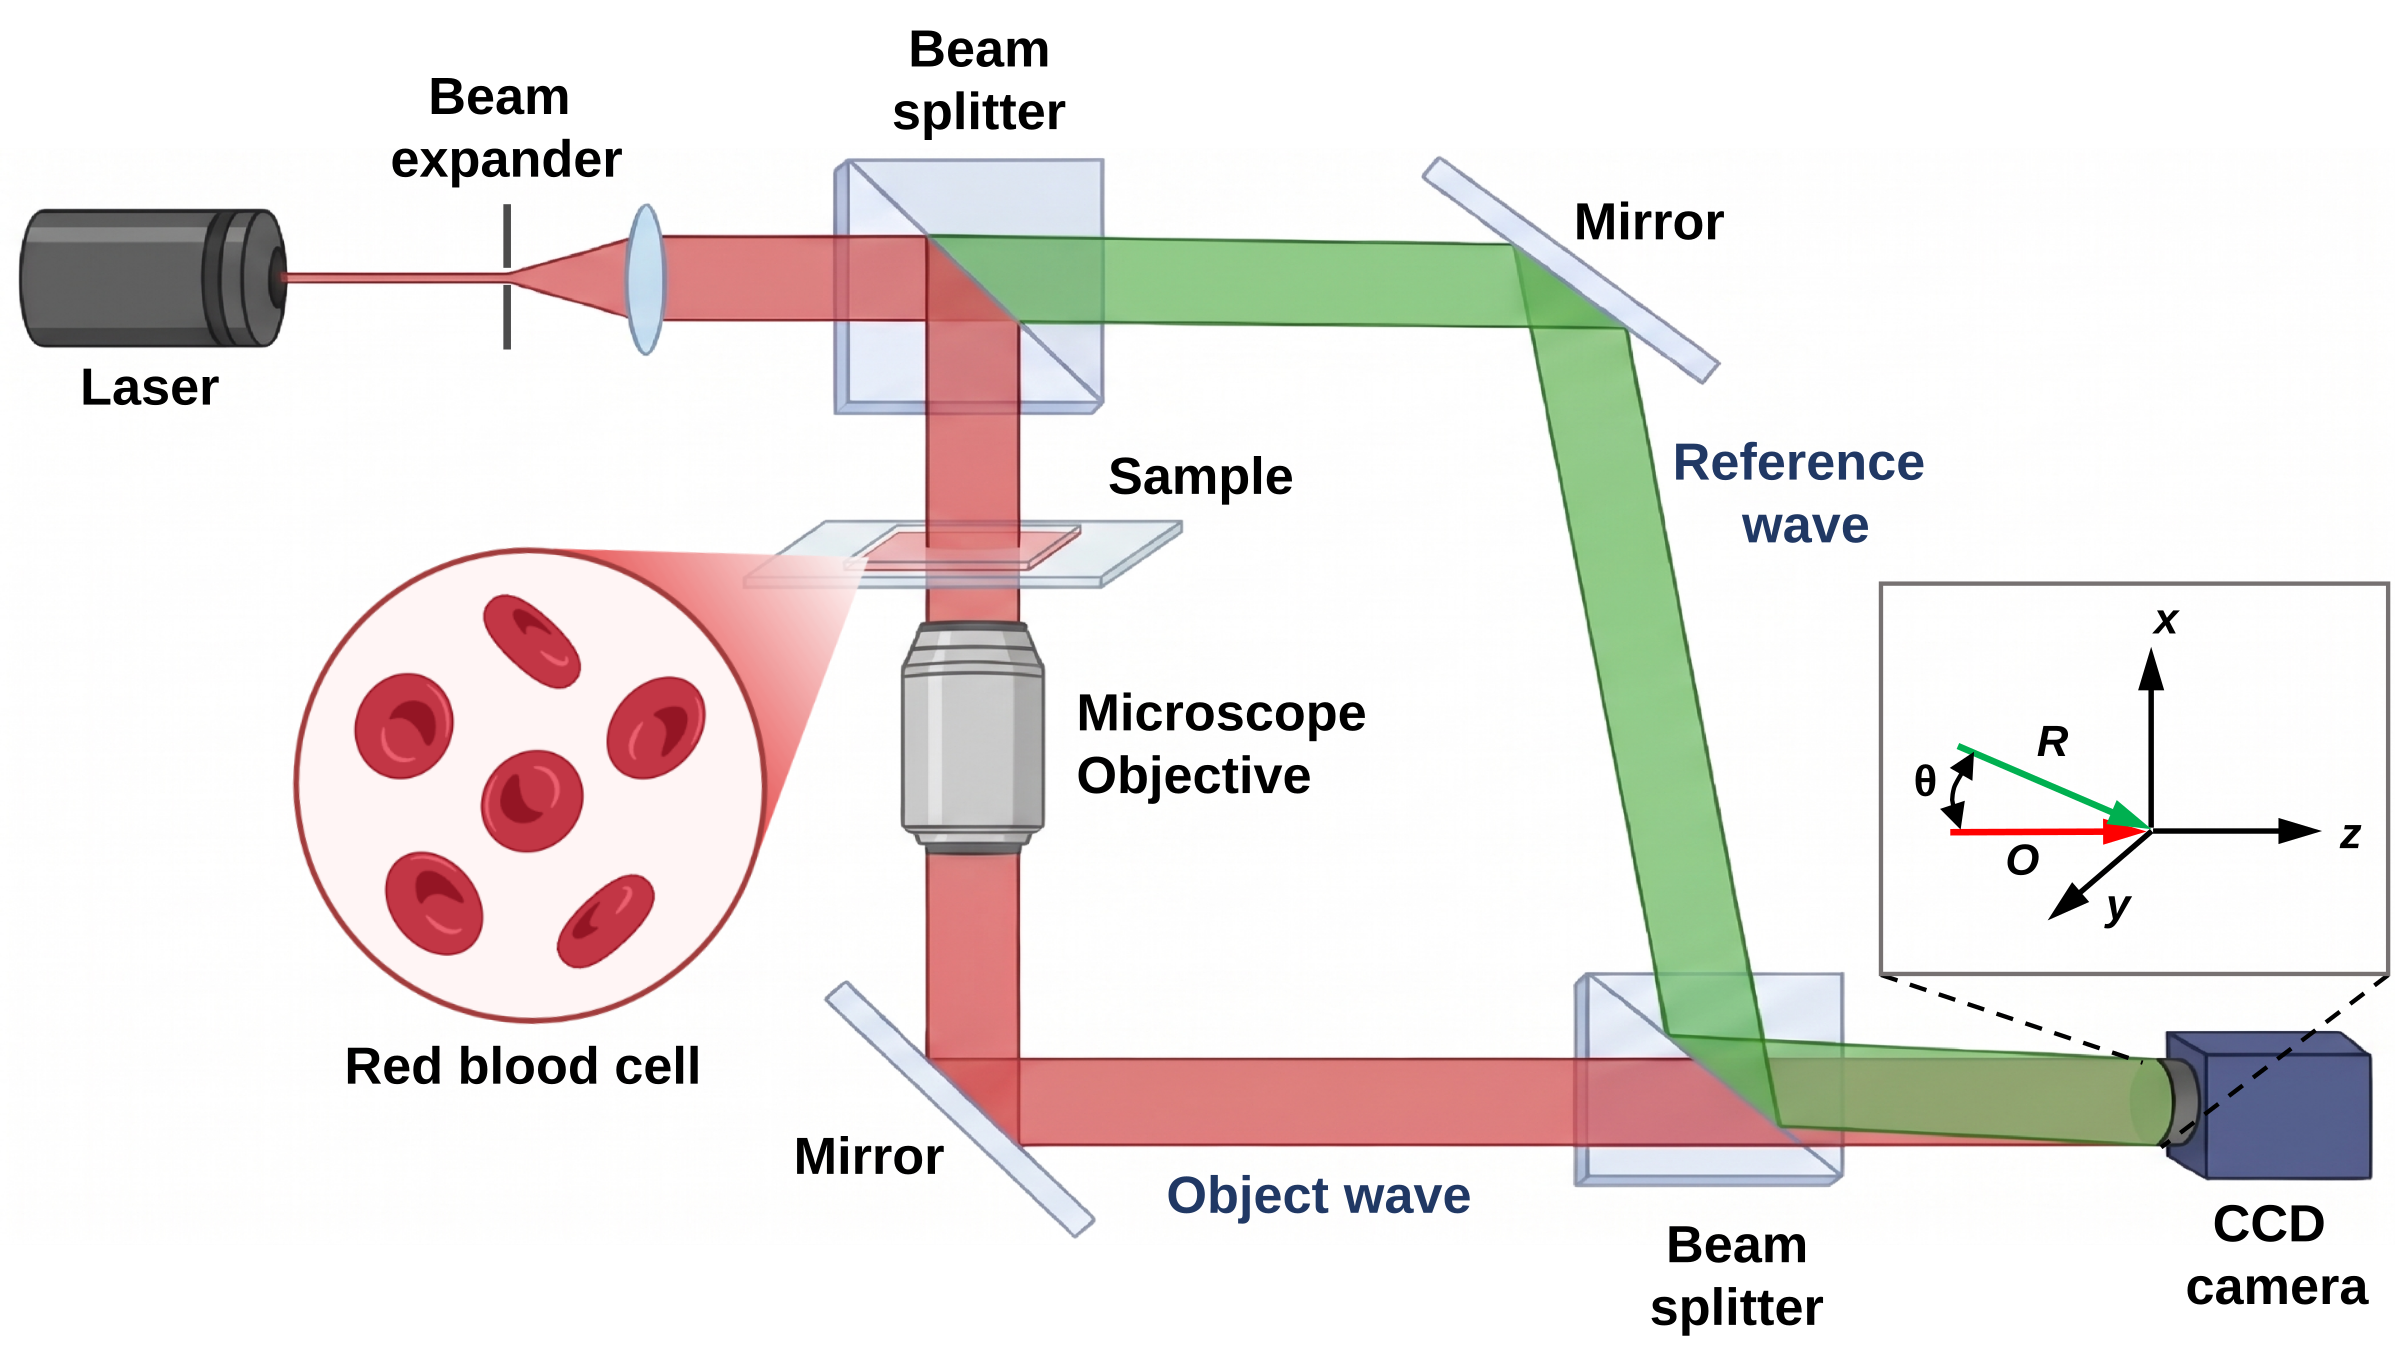 Beam
splitter
Beam
expander
Mirror
Laser
Sample
Reference
wave
Microscope
Objective
x
R
θ
O
z
y
Red blood cell
Mirror
Object wave
Beam
splitter
CCD
camera